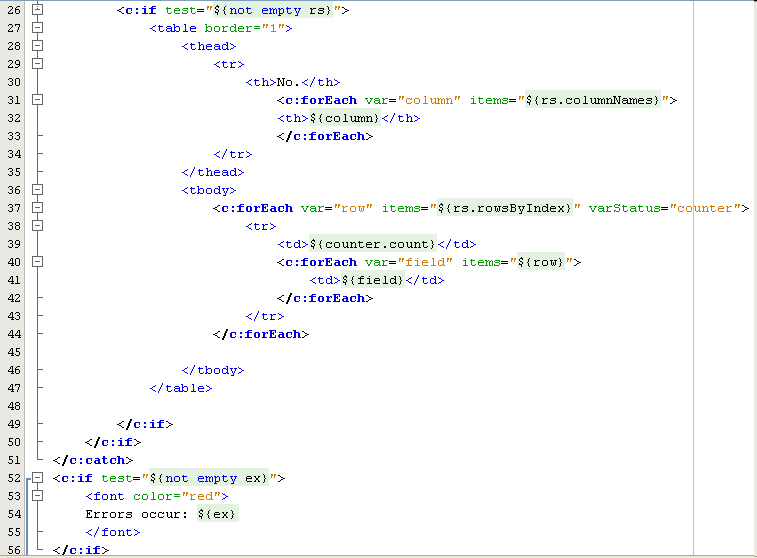 26 <c:if test="${not empty rs}">
27 <table border="1">
28 <thead>
29 <tr>
30 <th>No.</th>
31 <c:forEach var="column" items="${rs.columnNames}">
32 <th>${column}</th>
33 </c:forEach>
34 </tr>
35 </thead>
36 <tbody>
37 <c:forEach var="row" items="${rs.rowsByIndex}" varStatus="counter">
38 <tr>
39 <td>${counter.count}</td>
40 <c:forEach var="field" items="${row}">
41 <td>${field}</td>
42 </c:forEach>
43 </tr>
44 </c:forEach>
45
46 </tbody>
47 </table>
48
49 </c:if>
50 </c:if>
51 </c:catch>
52 <c:if test="${not empty ex}">
53 <font color="red">
54 Errors occur: ${ex}
55 </font>
56 </c:if>